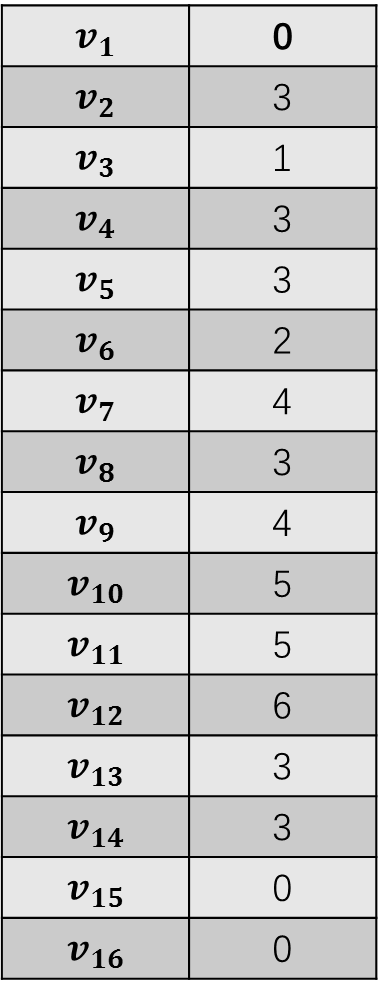 v₁ 0
v₂ 3
v₃ 1
v₄ 3
v₅ 3
v₆ 2
v₇ 4
v₈ 3
v₉ 4
v₁₀ 5
v₁₁ 5
v₁₂ 6
v₁₃ 3
v₁₄ 3
v₁₅ 0
v₁₆ 0